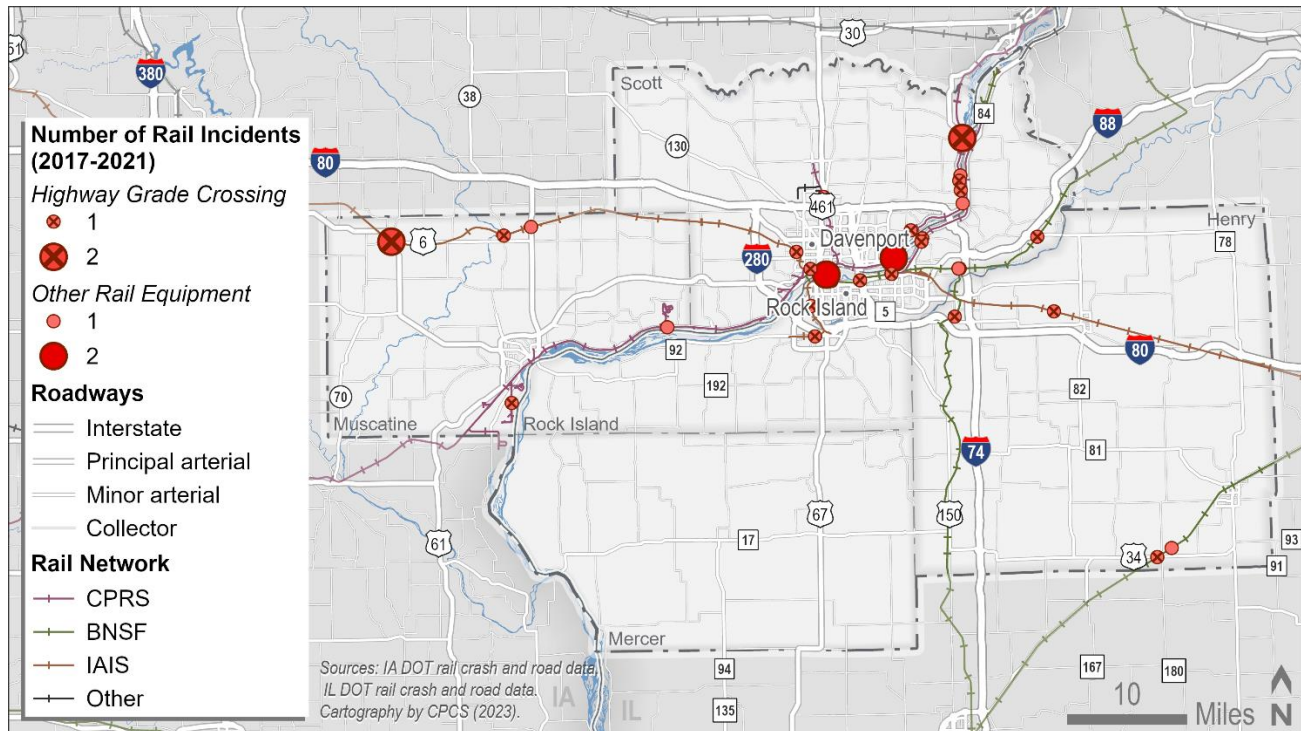 Number of Rail Incidents
(2017-2021)
Highway Grade Crossing
1
2
Other Rail Equipment
1
2
Roadways
Interstate
Principal arterial
Minor arterial
Collector
Rail Network
CPRS
BNSF
IAIS
Other
51
380
30
38
Scott
84
88
130
80
461
Henry
6
Davenport
78
280
Rock Island
5
92
80
192
82
70
Muscatine
Rock Island
74
81
67
150
17
61
34
93
91
Mercer
94
167
180
135
Sources: IA DOT rail crash and road data.
IL DOT rail crash and road data.
Cartography by CPCS (2023).
IA
IL
10
Miles
N